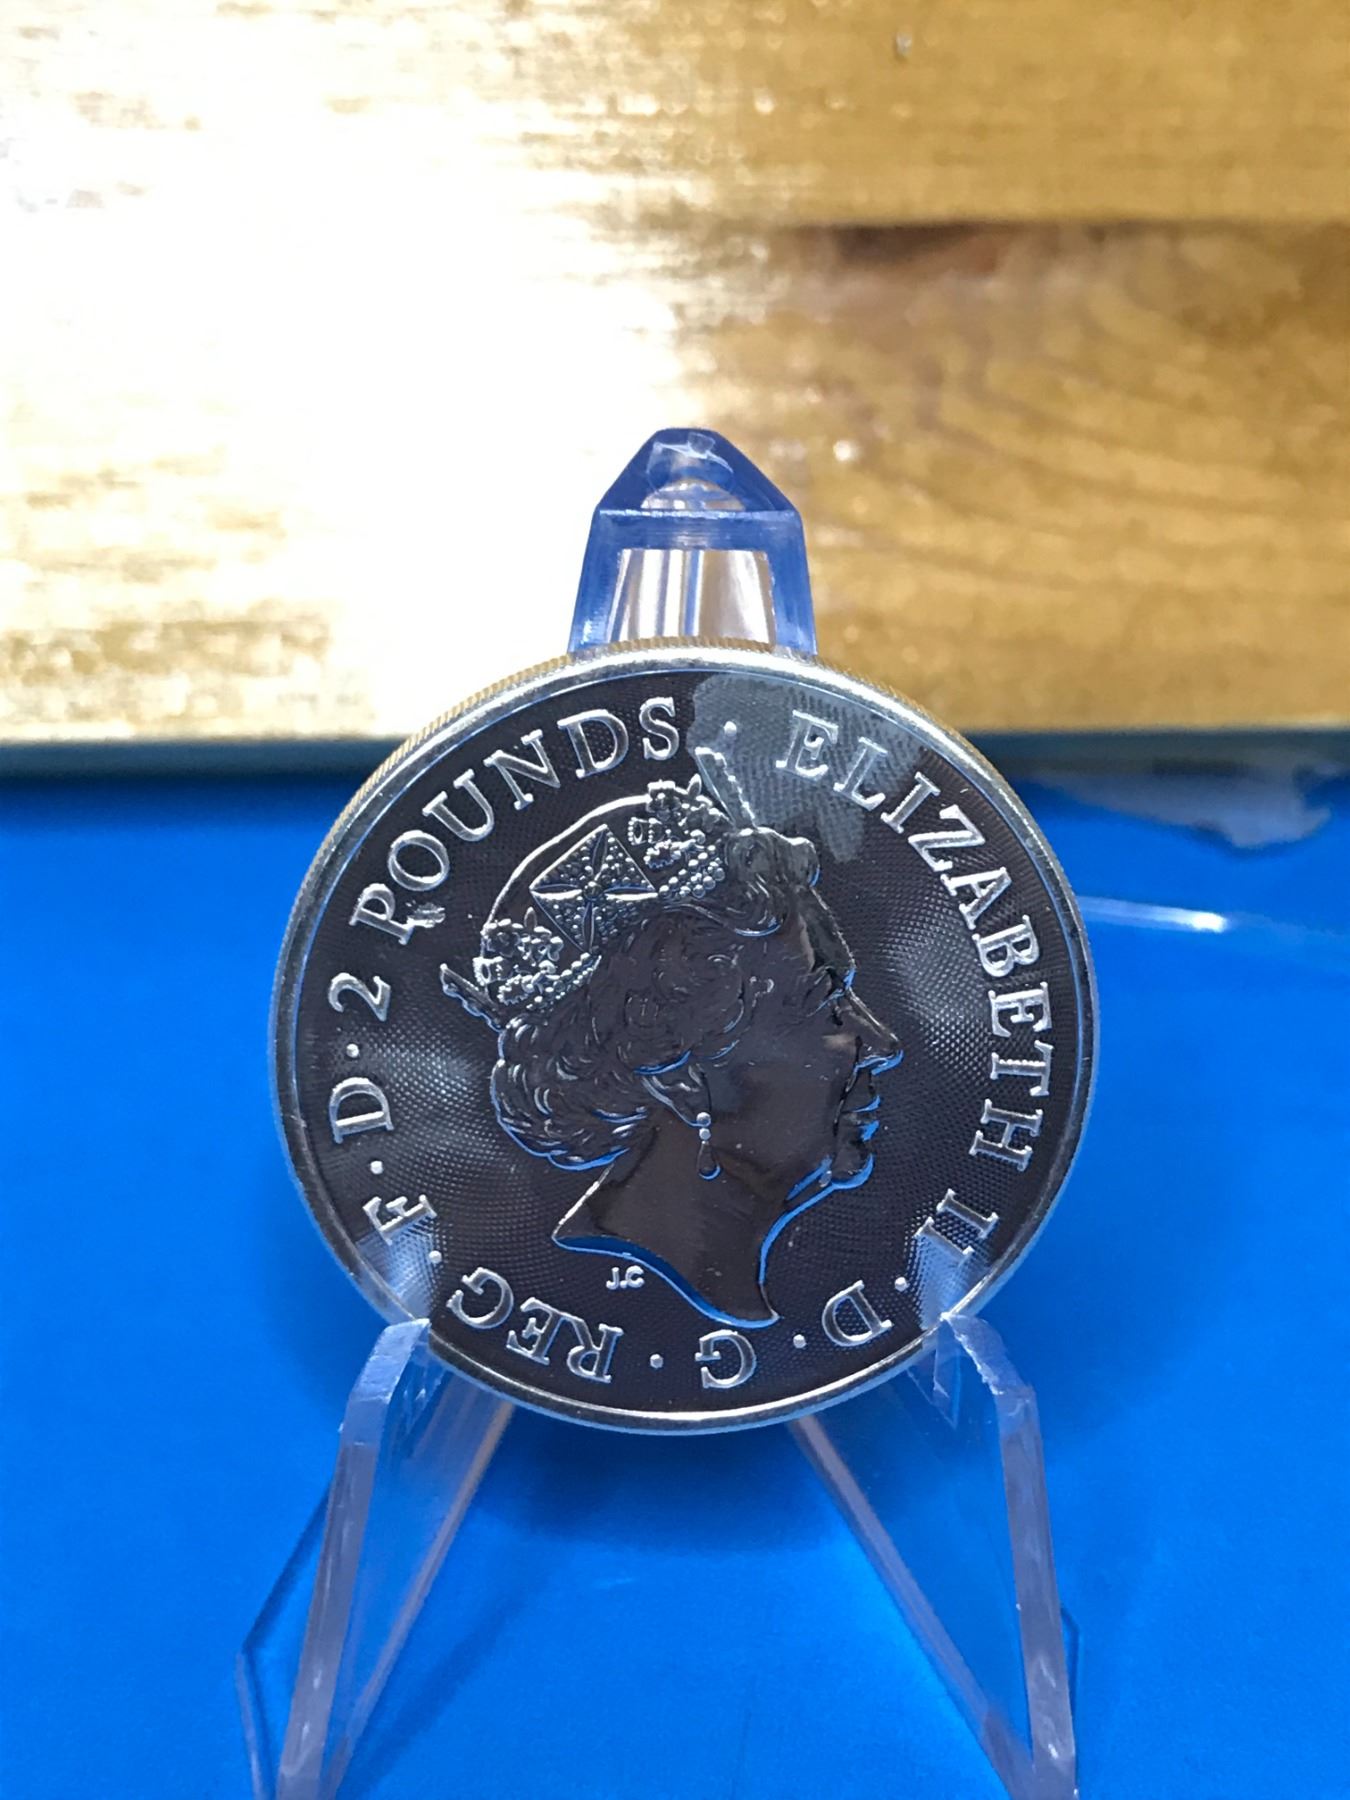 ELIZABETH II · D · G · REG · F · D · 2 POUNDS ·
J.C